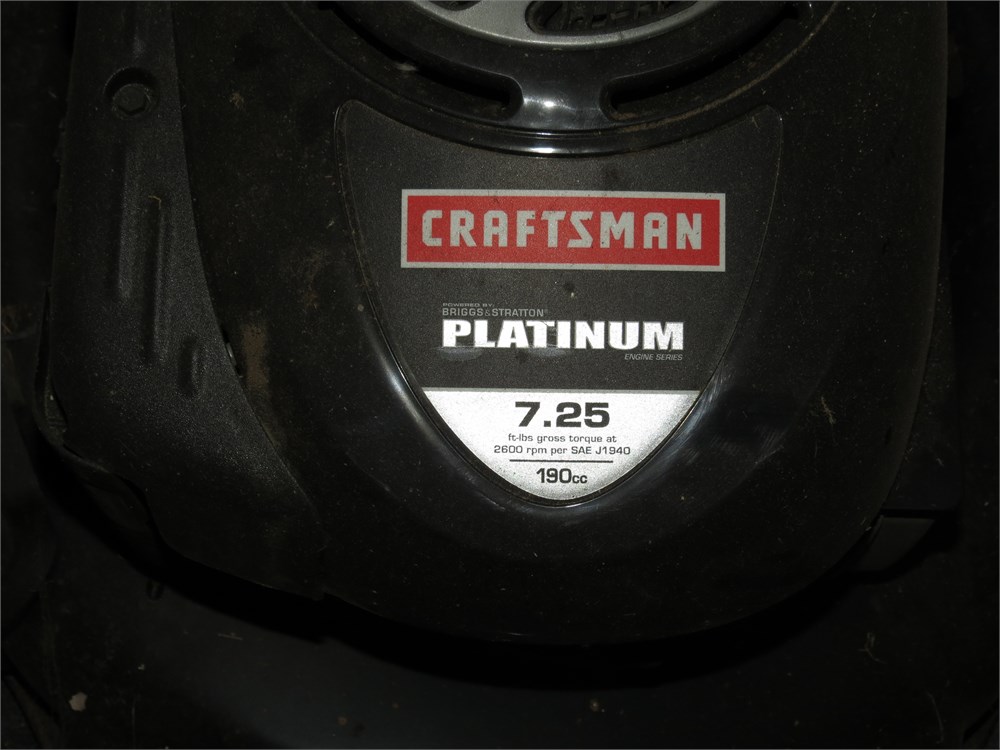 CRAFTSMAN
POWERED BY:
BRIGGS & STRATTON®
PLATINUM
ENGINE SERIES
7.25
ft-lbs gross torque at
2600 rpm per SAE J1940
190cc